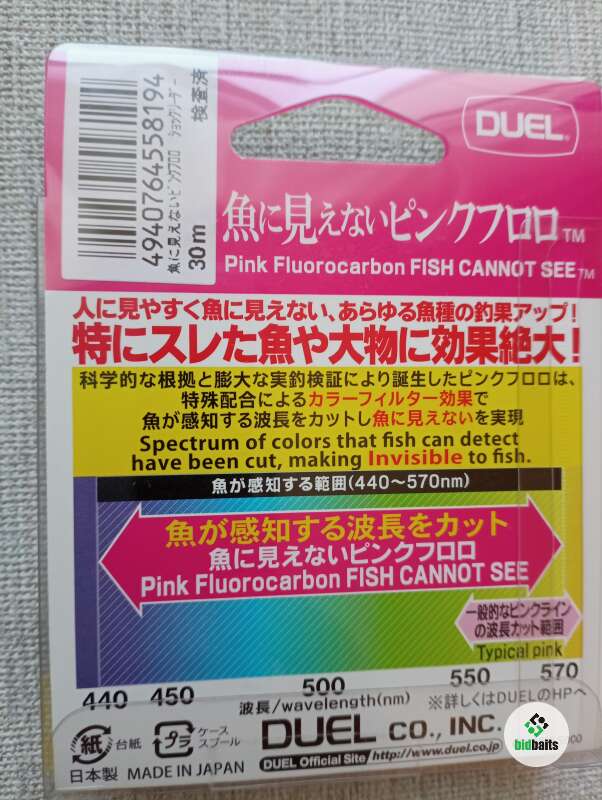 4940764558194
魚に見えないピンクフロロ ショックリーダー
30m
検査済
DUEL
魚に見えないピンクフロロ™
Pink Fluorocarbon FISH CANNOT SEE™
人に見やすく魚に見えない、あらゆる魚種の釣果アップ!
特にスレた魚や大物に効果絶大!
科学的な根拠と膨大な実釣検証により誕生したピンクフロロは、
特殊配合によるカラーフィルター効果で
魚が感知する波長をカットし魚に見えないを実現
Spectrum of colors that fish can detect
have been cut, making Invisible to fish.
魚が感知する範囲(440〜570nm)
魚が感知する波長をカット
魚に見えないピンクフロロ
Pink Fluorocarbon FISH CANNOT SEE
一般的なピンクライン
の波長カット範囲
Typical pink
440 450 500 550 570
波長/wavelength(nm) ※詳しくはDUELのHPへ
紙 台紙 プラ ケース
スプール
DUEL CO., INC.
日本製 MADE IN JAPAN DUEL Official Site http://www.duel.co.jp
bidbaits